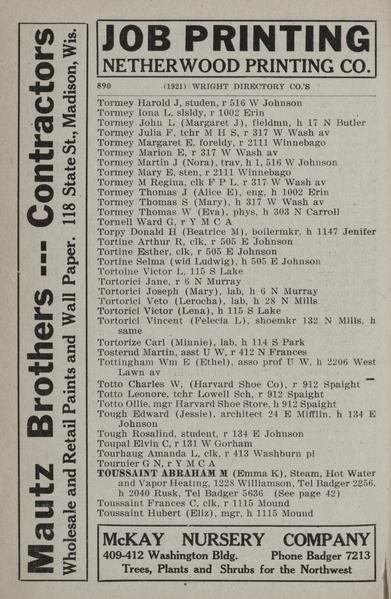 JOB PRINTING
NETHERWOOD PRINTING CO.
890 (1921) WRIGHT DIRECTORY CO.'S
Tormey Harold J, studen, r 516 W Johnson
Tormey Iona L, slsldy, r 1002 Erin
Tormey John L (Margaret J), fieldmn, h 17 N Butler
Tormey Julia F, tchr M H S, r 317 W Wash av
Tormey Margaret E, foreldy, r 2111 Winnebago
Tormey Marion E, r 317 W Wash av
Tormey Martin J (Nora), trav, h 1, 516 W Johnson
Tormey Mary E, sten, r 2111 Winnebago
Tormey M Regina, clk F P L, r 317 W Wash av
Tormey Thomas J (Alice E), eng, h 1002 Erin
Tormey Thomas S (Mary), h 317 W Wash av
Tormey Thomas W (Eva), phys, h 303 N Carroll
Tornell Ward G, r Y M C A
Torpy Donald H (Beatrice M), boilermkr, h 1147 Jenifer
Tortine Arthur R, clk, r 505 E Johnson
Tortine Esther, clk, r 505 E Johnson
Tortine Selma (wid Ludwig), h 505 E Johnson
Tortoine Victor L, 115 S Lake
Tortorici Jane, r 6 N Murray
Tortorici Joseph (Mary), lab, h 6 N Murray
Tortorici Veto (Lerocha), lab, h 28 N Mills
Tortorici Victor (Lena), h 115 S Lake
Tortorici Vincent (Felecia L), shoemkr 132 N Mills, h
same
Tortorize Carl (Minnie), lab, h 114 S Park
Tosterud Martin, asst U W, r 412 N Frances
Tottingham Wm E (Ethel), asso prof U W, h 2206 West
Lawn av
Totto Charles W, (Harvard Shoe Co), r 912 Spaight
Totto Leonore, tchr Lowell Sch, r 912 Spaight
Totto Ollie, mgr Harvard Shoe Store, h 912 Spaight
Tough Edward (Jessie), architect 24 E Mifflin, h 134 E
Johnson
Tough Rosalind, student, r 134 E Johnson
Toupal Elvin C, r 131 W Gorham
Tourhaug Amanda L, clk, r 413 Washburn pl
Tournier G N, r Y M C A
TOUSSAINT ABRAHAM M (Emma K), Steam, Hot Water
and Vapor Heating, 1228 Williamson, Tel Badger 2256,
h 2040 Rusk, Tel Badger 5636 (See page 42)
Toussaint Frances C, clk, r 1115 Mound
Toussaint Hubert (Eliz), mgr, h 1115 Mound
McKAY NURSERY COMPANY
409-412 Washington Bldg. Phone Badger 7213
Trees, Plants and Shrubs for the Northwest
Mautz Brothers --- Contractors
Wholesale and Retail Paints and Wall Paper. 118 State St., Madison, Wis.